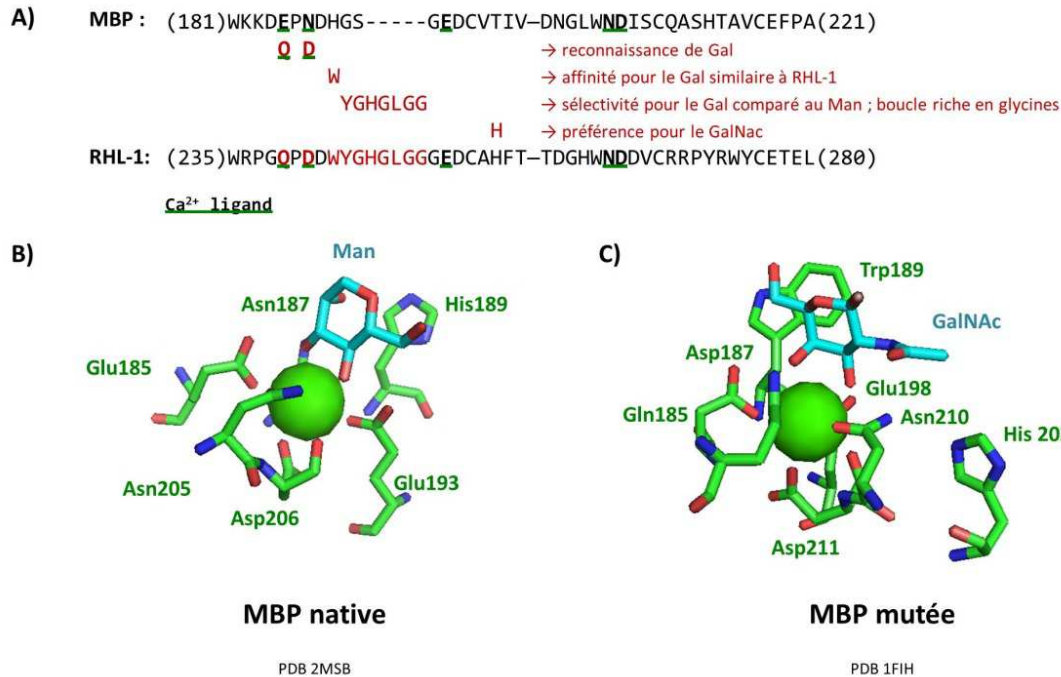 A) MBP : (181)WKKDEPNDHGS-----GEDCVTIV–DNGLWNDISCQASHTAVCEFPA(221)
Q D → reconnaissance de Gal
W → affinité pour le Gal similaire à RHL-1
YGHGLGG → sélectivité pour le Gal comparé au Man ; boucle riche en glycines
H → préférence pour le GalNac
RHL-1: (235)WRPGQPDDWYGHGLGGGEDCAHFT–TDGHWNDDVCRRPYRWYCETEL(280)
Ca²⁺ ligand
B)
Man
Asn187
His189
Glu185
Asn205
Glu193
Asp206
MBP native
PDB 2MSB
C)
Trp189
GalNAc
Asp187
Glu198
Gln185
Asn210
His 20
Asp211
MBP mutée
PDB 1FIH